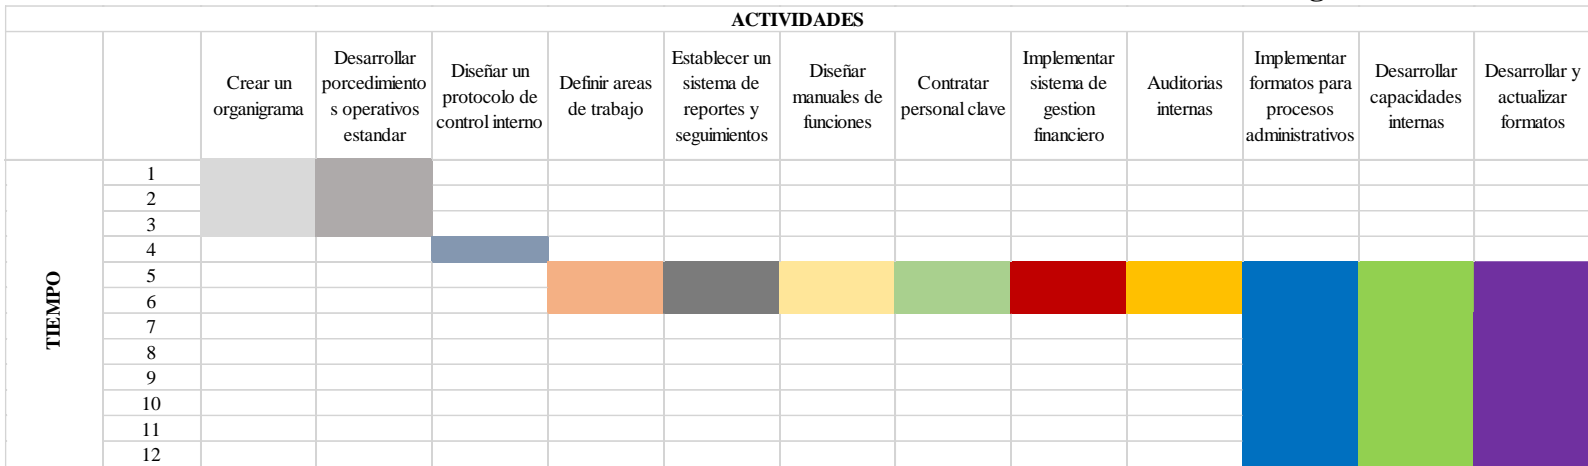 ACTIVIDADES
Crear un
organigrama
Desarrollar
porcedimiento
s operativos
estandar
Diseñar un
protocolo de
control interno
Definir areas
de trabajo
Establecer un
sistema de
reportes y
seguimientos
Diseñar
manuales de
funciones
Contratar
personal clave
Implementar
sistema de
gestion
financiero
Auditorias
internas
Implementar
formatos para
procesos
administrativos
Desarrollar
capacidades
internas
Desarrollar y
actualizar
formatos
TIEMPO
1
2
3
4
5
6
7
8
9
10
11
12